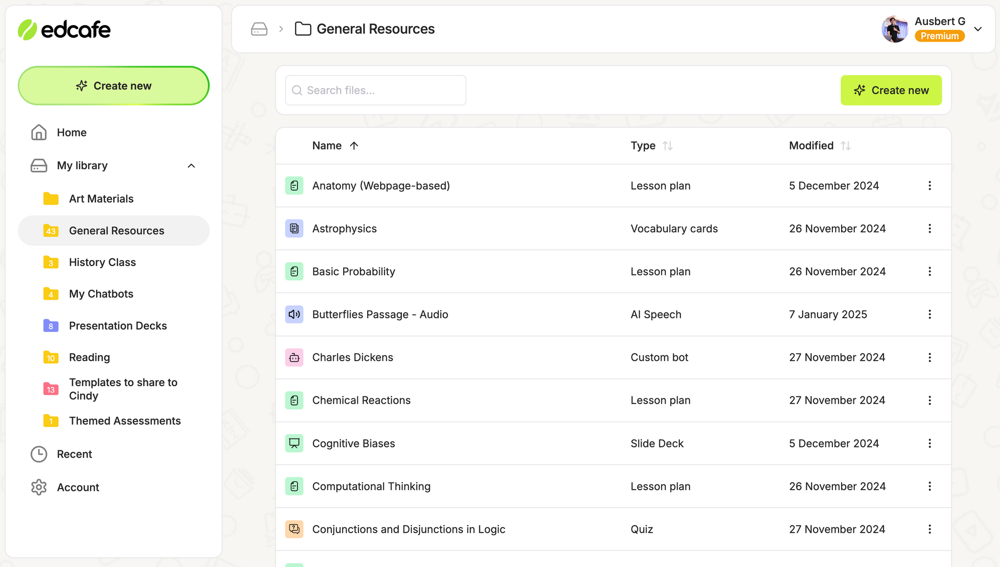 edcafe
Create new
Home
My library
Art Materials
43 General Resources
3 History Class
4 My Chatbots
8 Presentation Decks
10 Reading
13 Templates to share to
Cindy
1 Themed Assessments
Recent
Account
General Resources
Ausbert G
Premium
Search files...
Create new
Name Type Modified
Anatomy (Webpage-based) Lesson plan 5 December 2024
Astrophysics Vocabulary cards 26 November 2024
Basic Probability Lesson plan 26 November 2024
Butterflies Passage - Audio AI Speech 7 January 2025
Charles Dickens Custom bot 27 November 2024
Chemical Reactions Lesson plan 27 November 2024
Cognitive Biases Slide Deck 5 December 2024
Computational Thinking Lesson plan 26 November 2024
Conjunctions and Disjunctions in Logic Quiz 27 November 2024